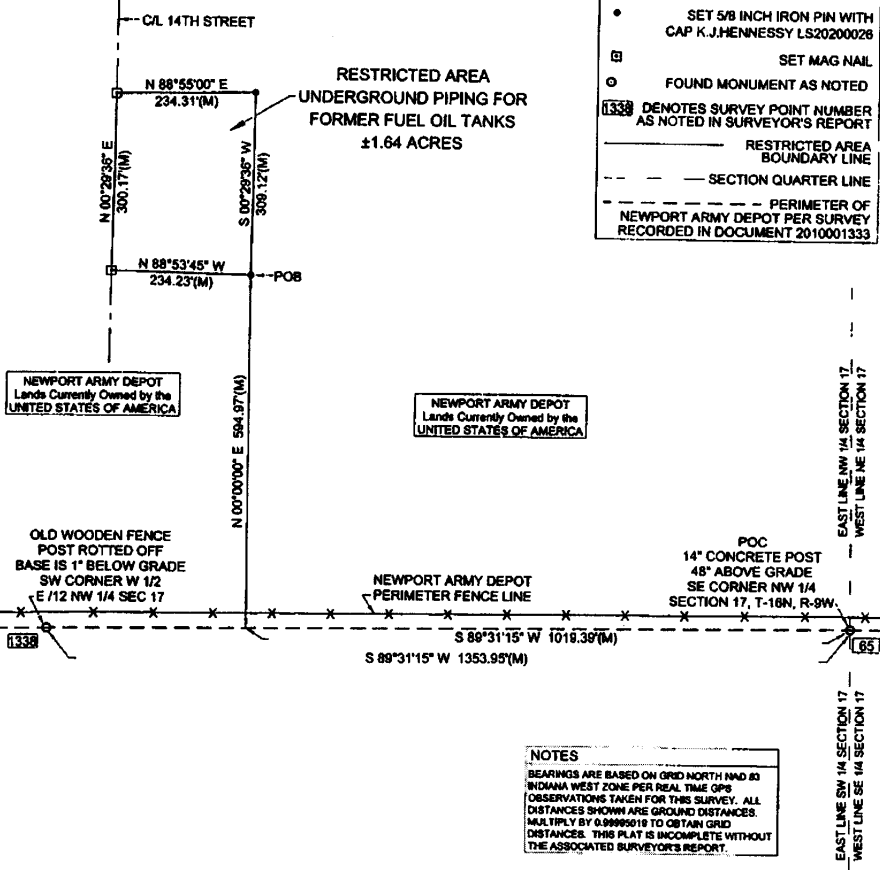 C/L 14TH STREET
N 88°55'00" E
234.31'(M)
RESTRICTED AREA
UNDERGROUND PIPING FOR
FORMER FUEL OIL TANKS
±1.64 ACRES
N 00°29'36" E
300.17'(M)
S 00°29'36" W
309.12'(M)
N 88°53'45" W
234.23'(M)
POB
SET 5/8 INCH IRON PIN WITH
CAP K.J.HENNESSY LS20200026
SET MAG NAIL
FOUND MONUMENT AS NOTED
1338 DENOTES SURVEY POINT NUMBER
AS NOTED IN SURVEYOR'S REPORT
RESTRICTED AREA
BOUNDARY LINE
SECTION QUARTER LINE
PERIMETER OF
NEWPORT ARMY DEPOT PER SURVEY
RECORDED IN DOCUMENT 2010001333
NEWPORT ARMY DEPOT
Lands Currently Owned by the
UNITED STATES OF AMERICA
NEWPORT ARMY DEPOT
Lands Currently Owned by the
UNITED STATES OF AMERICA
N 00°00'00" E 594.97'(M)
EAST LINE NW 1/4 SECTION 17
WEST LINE NE 1/4 SECTION 17
OLD WOODEN FENCE
POST ROTTED OFF
BASE IS 1" BELOW GRADE
SW CORNER W 1/2
E /12 NW 1/4 SEC 17
NEWPORT ARMY DEPOT
PERIMETER FENCE LINE
POC
14" CONCRETE POST
48" ABOVE GRADE
SE CORNER NW 1/4
SECTION 17, T-16N, R-9W
1338
S 89°31'15" W 1019.39'(M)
S 89°31'15" W 1353.95'(M)
65
EAST LINE SW 1/4 SECTION 17
WEST LINE SE 1/4 SECTION 17
NOTES
BEARINGS ARE BASED ON GRID NORTH NAD 83
INDIANA WEST ZONE PER REAL TIME GPS
OBSERVATIONS TAKEN FOR THIS SURVEY. ALL
DISTANCES SHOWN ARE GROUND DISTANCES.
MULTIPLY BY 0.99995019 TO OBTAIN GRID
DISTANCES. THIS PLAT IS INCOMPLETE WITHOUT
THE ASSOCIATED SURVEYOR'S REPORT.